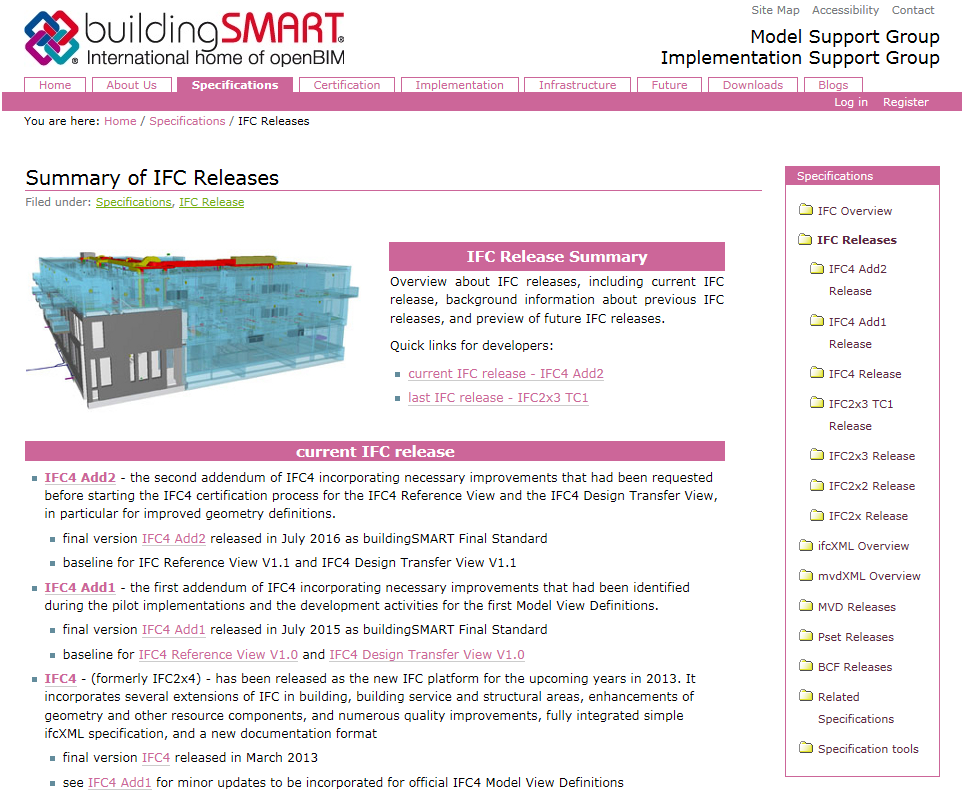 Site Map Accessibility Contact
buildingSMART®
International home of openBIM®
Model Support Group
Implementation Support Group
Home About Us Specifications Certification Implementation Infrastructure Future Downloads Blogs
Log in Register
You are here: Home / Specifications / IFC Releases
Summary of IFC Releases
Filed under: Specifications, IFC Release
IFC Release Summary
Overview about IFC releases, including current IFC
release, background information about previous IFC
releases, and preview of future IFC releases.
Quick links for developers:
current IFC release - IFC4 Add2
last IFC release - IFC2x3 TC1
current IFC release
IFC4 Add2 - the second addendum of IFC4 incorporating necessary improvements that had been requested
before starting the IFC4 certification process for the IFC4 Reference View and the IFC4 Design Transfer View,
in particular for improved geometry definitions.
final version IFC4 Add2 released in July 2016 as buildingSMART Final Standard
baseline for IFC Reference View V1.1 and IFC4 Design Transfer View V1.1
IFC4 Add1 - the first addendum of IFC4 incorporating necessary improvements that had been identified
during the pilot implementations and the development activities for the first Model View Definitions.
final version IFC4 Add1 released in July 2015 as buildingSMART Final Standard
baseline for IFC4 Reference View V1.0 and IFC4 Design Transfer View V1.0
IFC4 - (formerly IFC2x4) - has been released as the new IFC platform for the upcoming years in 2013. It
incorporates several extensions of IFC in building, building service and structural areas, enhancements of
geometry and other resource components, and numerous quality improvements, fully integrated simple
ifcXML specification, and a new documentation format
final version IFC4 released in March 2013
see IFC4 Add1 for minor updates to be incorporated for official IFC4 Model View Definitions
Specifications
IFC Overview
IFC Releases
IFC4 Add2
Release
IFC4 Add1
Release
IFC4 Release
IFC2x3 TC1
Release
IFC2x3 Release
IFC2x2 Release
IFC2x Release
ifcXML Overview
mvdXML Overview
MVD Releases
Pset Releases
BCF Releases
Related
Specifications
Specification tools